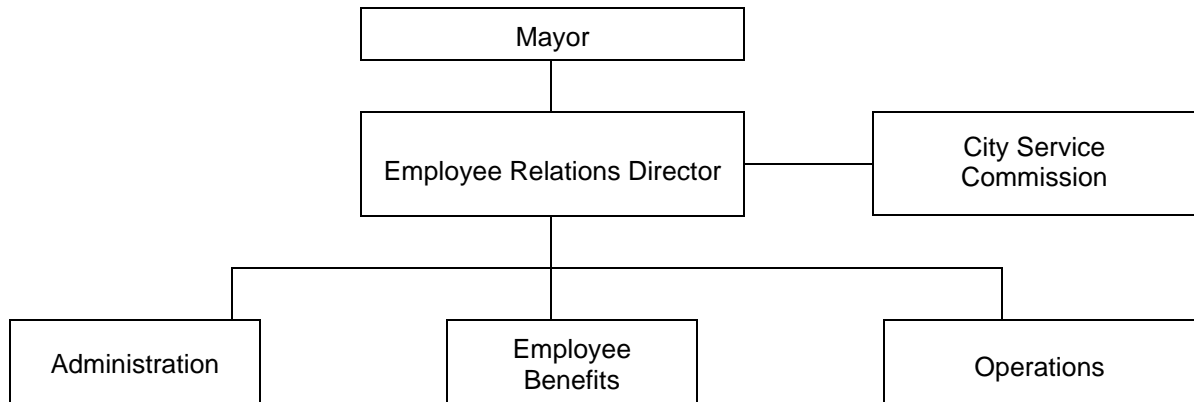 Mayor
Employee Relations Director
City Service
Commission
Administration
Employee
Benefits
Operations